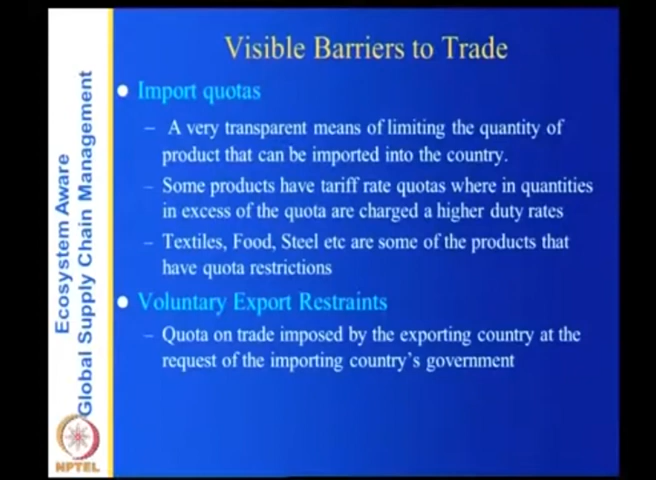 Visible Barriers to Trade
Import quotas
– A very transparent means of limiting the quantity of
product that can be imported into the country.
– Some products have tariff rate quotas where in quantities
in excess of the quota are charged a higher duty rates
– Textiles, Food, Steel etc are some of the products that
have quota restrictions
Voluntary Export Restraints
– Quota on trade imposed by the exporting country at the
request of the importing country's government
Ecosystem Aware
Global Supply Chain Management
NPTEL